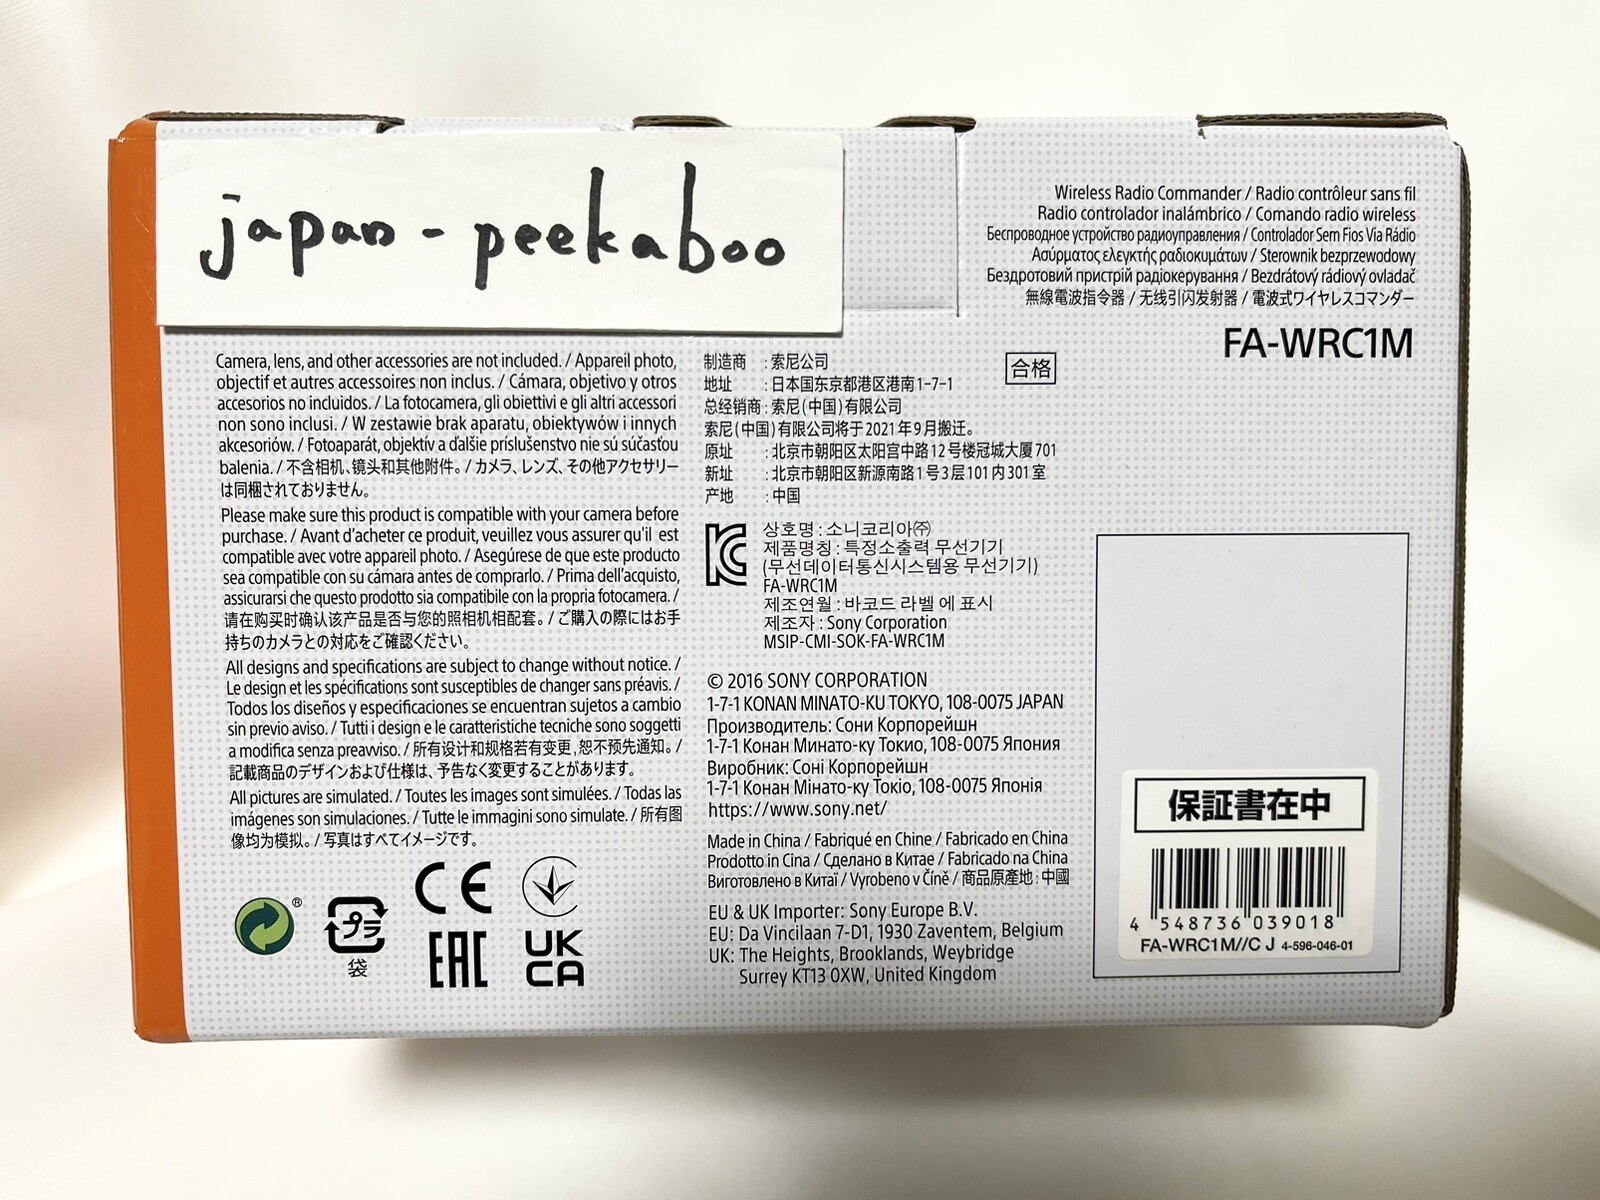 japan - peekaboo
Wireless Radio Commander / Radio contrôleur sans fil
Radio controlador inalámbrico / Comando radio wireless
Беспроводное устройство радиоуправления / Controlador Sem Fios Via Rádio
Ασύρματος ελεγκτής ραδιοκυμάτων / Sterownik bezprzewodowy
Бездротовий пристрій радіокерування / Bezdrátový rádiový ovladač
無線電波指令器 / 无线引闪发射器 / 電波式ワイヤレスコマンダー
FA-WRC1M
Camera, lens, and other accessories are not included. / Appareil photo,
objectif et autres accessoires non inclus. / Cámara, objetivo y otros
accesorios no incluidos. / La fotocamera, gli obiettivi e gli altri accessori
non sono inclusi. / W zestawie brak aparatu, obiektywów i innych
akcesoriów. / Fotoaparát, objektív a ďalšie príslušenstvo nie sú súčasťou
balenia. / 不含相机、镜头和其他附件。 / カメラ、レンズ、その他アクセサリー
は同梱されておりません。
Please make sure this product is compatible with your camera before
purchase. / Avant d'acheter ce produit, veuillez vous assurer qu'il est
compatible avec votre appareil photo. / Asegúrese de que este producto
sea compatible con su cámara antes de comprarlo. / Prima dell'acquisto,
assicurarsi che questo prodotto sia compatibile con la propria fotocamera. /
请在购买时确认该产品是否与您的照相机相配套。 / ご購入の際にはお手
持ちのカメラとの対応をご確認ください。
All designs and specifications are subject to change without notice. /
Le design et les spécifications sont susceptibles de changer sans préavis. /
Todos los diseños y especificaciones se encuentran sujetos a cambio
sin previo aviso. / Tutti i design e le caratteristiche tecniche sono soggetti
a modifica senza preavviso. / 所有设计和规格若有变更,恕不预先通知。 /
記載商品のデザインおよび仕様は、予告なく変更することがあります。
All pictures are simulated. / Toutes les images sont simulées. / Todas las
imágenes son simulaciones. / Tutte le immagini sono simulate. / 所有图
像均为模拟。 / 写真はすべてイメージです。
®
プラ
袋
CE
EAC
UK
CA
制造商 : 索尼公司
地址 : 日本国东京都港区港南1-7-1
总经销商 : 索尼(中国)有限公司
索尼(中国)有限公司将于2021年9月搬迁。
原址 : 北京市朝阳区太阳宫中路12号楼冠城大厦701
新址 : 北京市朝阳区新源南路1号3层101内301室
产地 : 中国
合格
상호명 : 소니코리아㈜
제품명칭 : 특정소출력 무선기기
(무선데이터통신시스템용 무선기기)
FA-WRC1M
제조연월 : 바코드 라벨 에 표시
제조자 : Sony Corporation
MSIP-CMI-SOK-FA-WRC1M
© 2016 SONY CORPORATION
1-7-1 KONAN MINATO-KU TOKYO, 108-0075 JAPAN
Производитель: Сони Корпорейшн
1-7-1 Конан Минато-ку Токио, 108-0075 Япония
Виробник: Соні Корпорейшн
1-7-1 Конан Мінато-ку Токіо, 108-0075 Японія
https://www.sony.net/
Made in China / Fabriqué en Chine / Fabricado en China
Prodotto in Cina / Сделано в Китае / Fabricado na China
Виготовлено в Китаї / Vyrobeno v Číně / 商品原產地 : 中國
EU & UK Importer: Sony Europe B.V.
EU: Da Vincilaan 7-D1, 1930 Zaventem, Belgium
UK: The Heights, Brooklands, Weybridge
Surrey KT13 0XW, United Kingdom
保証書在中
4 548736 039018
FA-WRC1M//C J 4-596-046-01